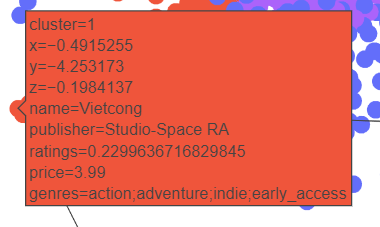 cluster=1
x=−0.4915255
y=−4.253173
z=−0.1984137
name=Vietcong
publisher=Studio-Space RA
ratings=0.2299636716829845
price=3.99
genres=action;adventure;indie;early_access